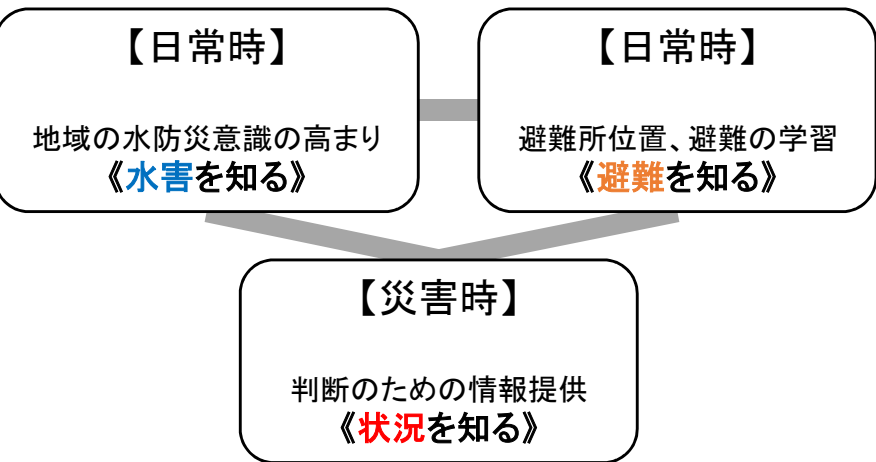 【日常時】
地域の水防災意識の高まり
《水害を知る》
【日常時】
避難所位置、避難の学習
《避難を知る》
【災害時】
判断のための情報提供
《状況を知る》